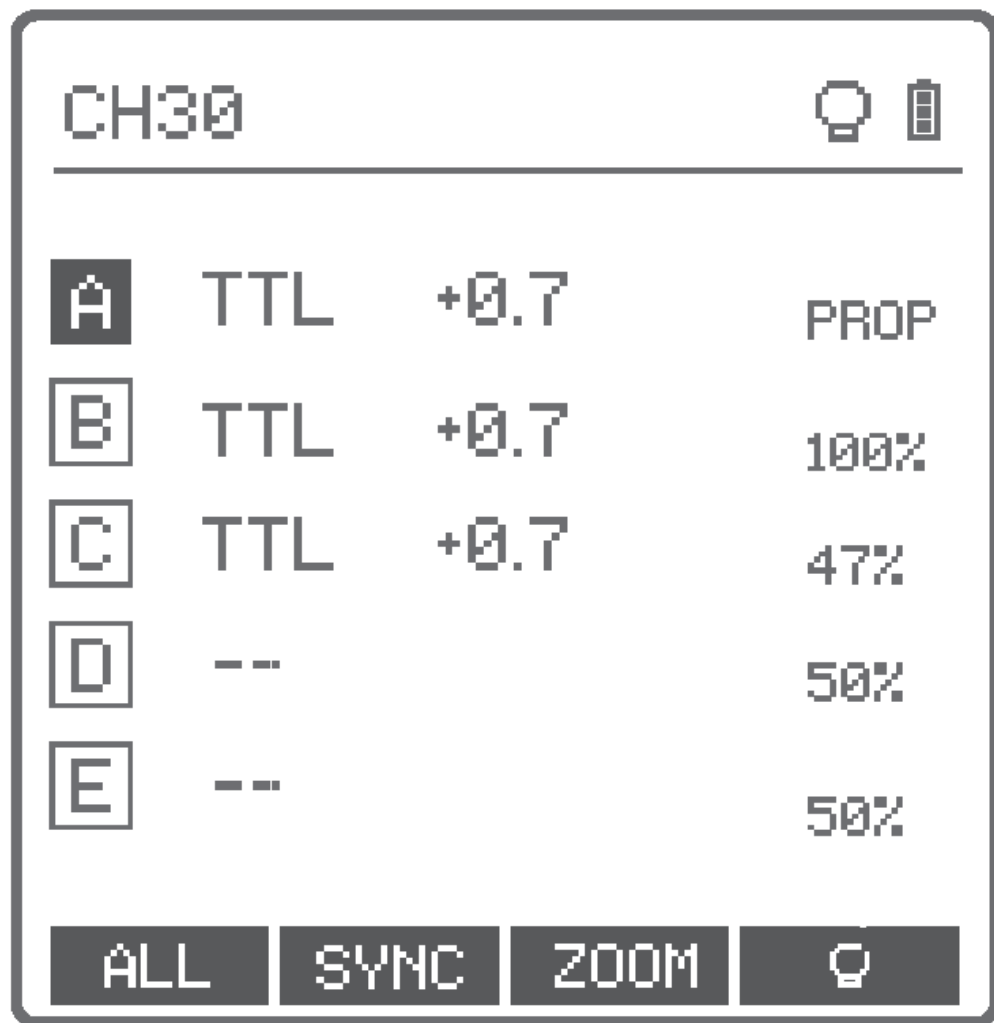 CH30
A TTL +0.7 PROP
B TTL +0.7 100%
C TTL +0.7 47%
D -- 50%
E -- 50%
ALL SYNC ZOOM